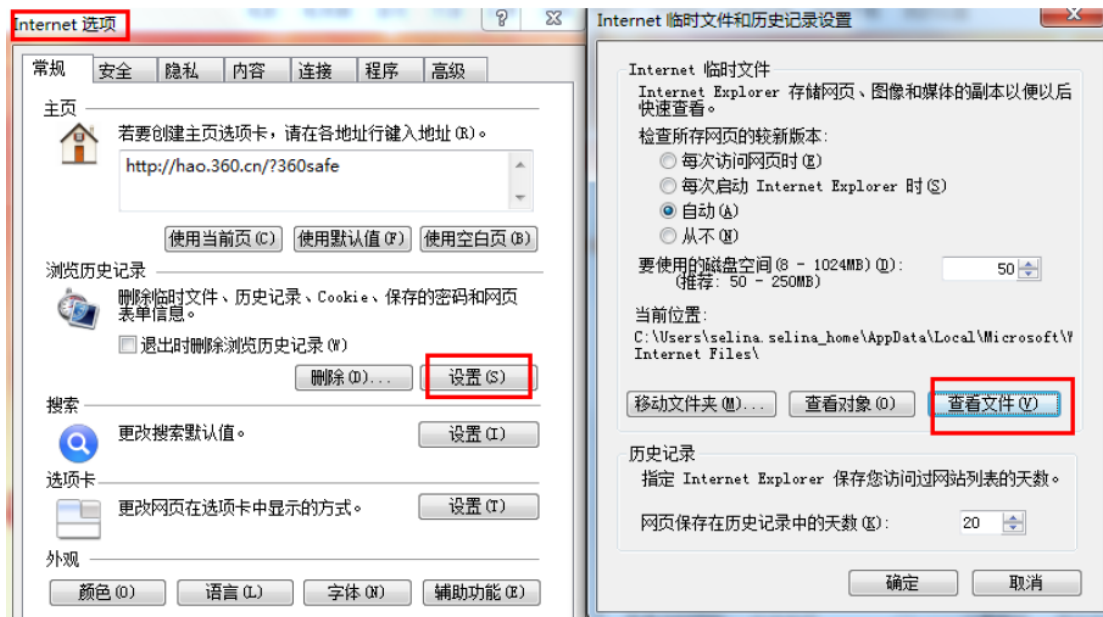 Internet 选项
常规 安全 隐私 内容 连接 程序 高级
主页
若要创建主页选项卡，请在各地址行键入地址(R)。
http://hao.360.cn/?360safe
使用当前页(C) 使用默认值(F) 使用空白页(B)
浏览历史记录
删除临时文件、历史记录、Cookie、保存的密码和网页
表单信息。
退出时删除浏览历史记录(W)
删除(D)... 设置(S)
搜索
更改搜索默认值。 设置(I)
选项卡
更改网页在选项卡中显示的方式。 设置(T)
外观
颜色(O) 语言(L) 字体(N) 辅助功能(E)
Internet 临时文件和历史记录设置
Internet 临时文件
Internet Explorer 存储网页、图像和媒体的副本以便以后
快速查看。
检查所存网页的较新版本:
每次访问网页时(E)
每次启动 Internet Explorer 时(S)
自动(A)
从不(N)
要使用的磁盘空间(8 - 1024MB)(D): 50
(推荐: 50 - 250MB)
当前位置:
C:\Users\selina.selina_home\AppData\Local\Microsoft\
Internet Files\
移动文件夹(M)... 查看对象(O) 查看文件(V)
历史记录
指定 Internet Explorer 保存您访问过网站列表的天数。
网页保存在历史记录中的天数(K): 20
确定 取消